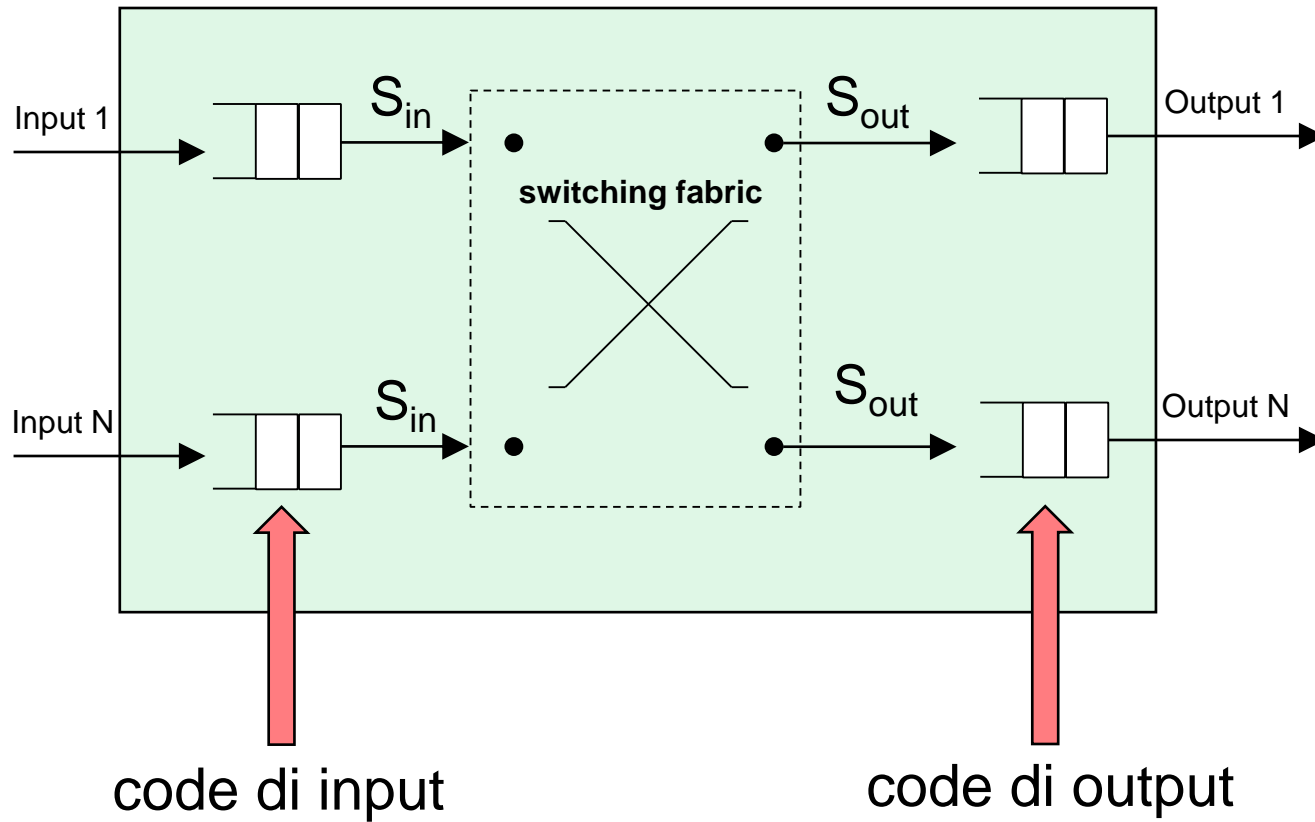 Input 1
S_in
S_out
Output 1
switching fabric
Input N
S_in
S_out
Output N
code di input
code di output